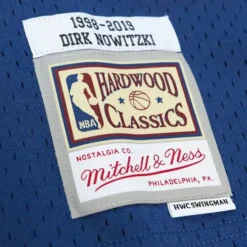 1998-2019
DIRK NOWITZKI
HARDWOOD
NBA
CLASSICS
NOSTALGIA CO.
Mitchell & Ness
PHILADELPHIA, PA.
HWC SWINGMAN